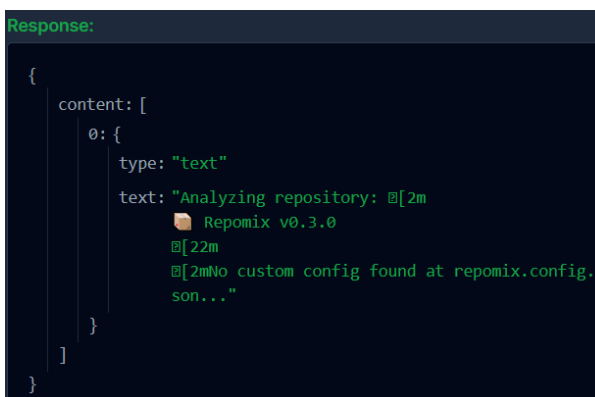 Response:
{
content: [
0: {
type: "text"
text: "Analyzing repository: �[2m
📦 Repomix v0.3.0
�[22m
�[2mNo custom config found at repomix.config.
son..."
}
]
}